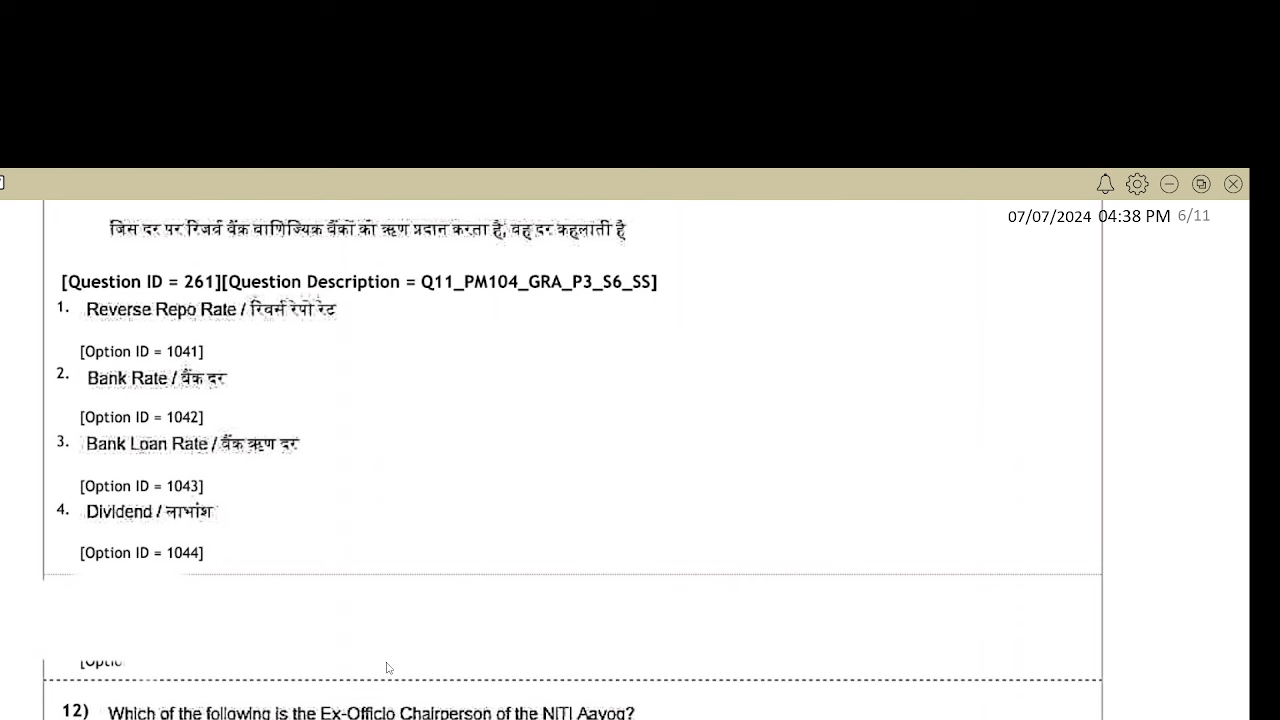 07/07/2024 04:38 PM 6/11
जिस दर पर रिजर्व बैंक वाणिज्यिक बैंकों को ऋण प्रदान करता है, वह दर कहलाती है
[Question ID = 261][Question Description = Q11_PM104_GRA_P3_S6_SS]
1. Reverse Repo Rate / रिवर्स रेपो रेट
[Option ID = 1041]
2. Bank Rate / बैंक दर
[Option ID = 1042]
3. Bank Loan Rate / बैंक ऋण दर
[Option ID = 1043]
4. Dividend / लाभांश
[Option ID = 1044]
12) Which of the following is the Ex-Officio Chairperson of the NITI Aayog?